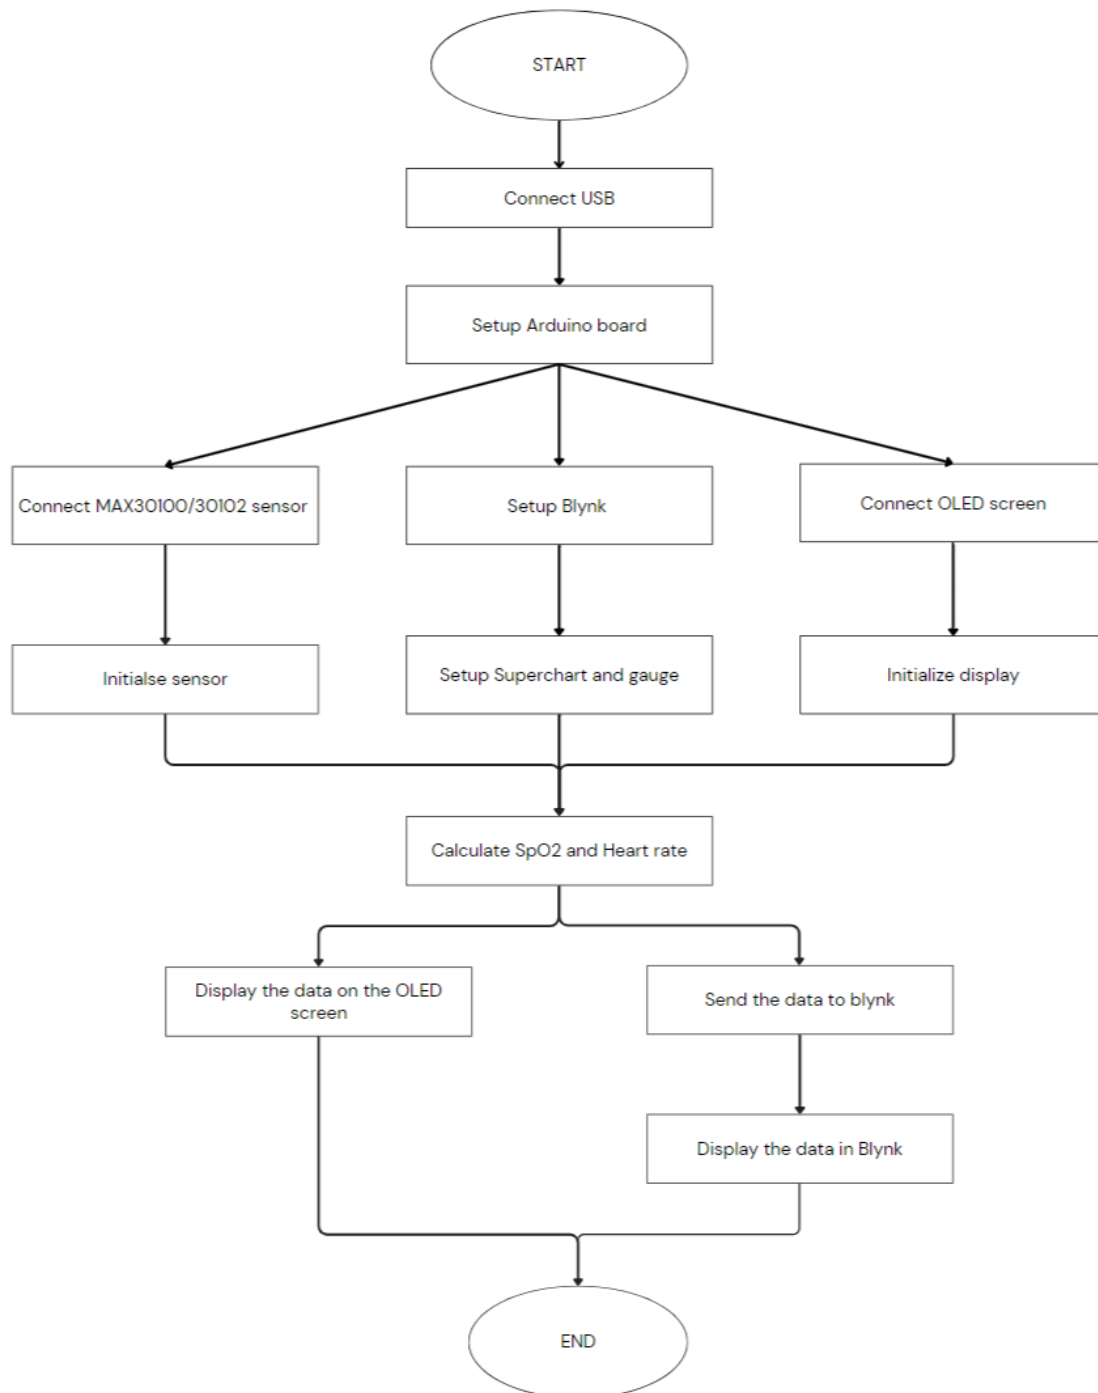 START
Connect USB
Setup Arduino board
Connect MAX30100/30102 sensor
Setup Blynk
Connect OLED screen
Initialse sensor
Setup Superchart and gauge
Initialize display
Calculate SpO2 and Heart rate
Display the data on the OLED
screen
Send the data to blynk
Display the data in Blynk
END